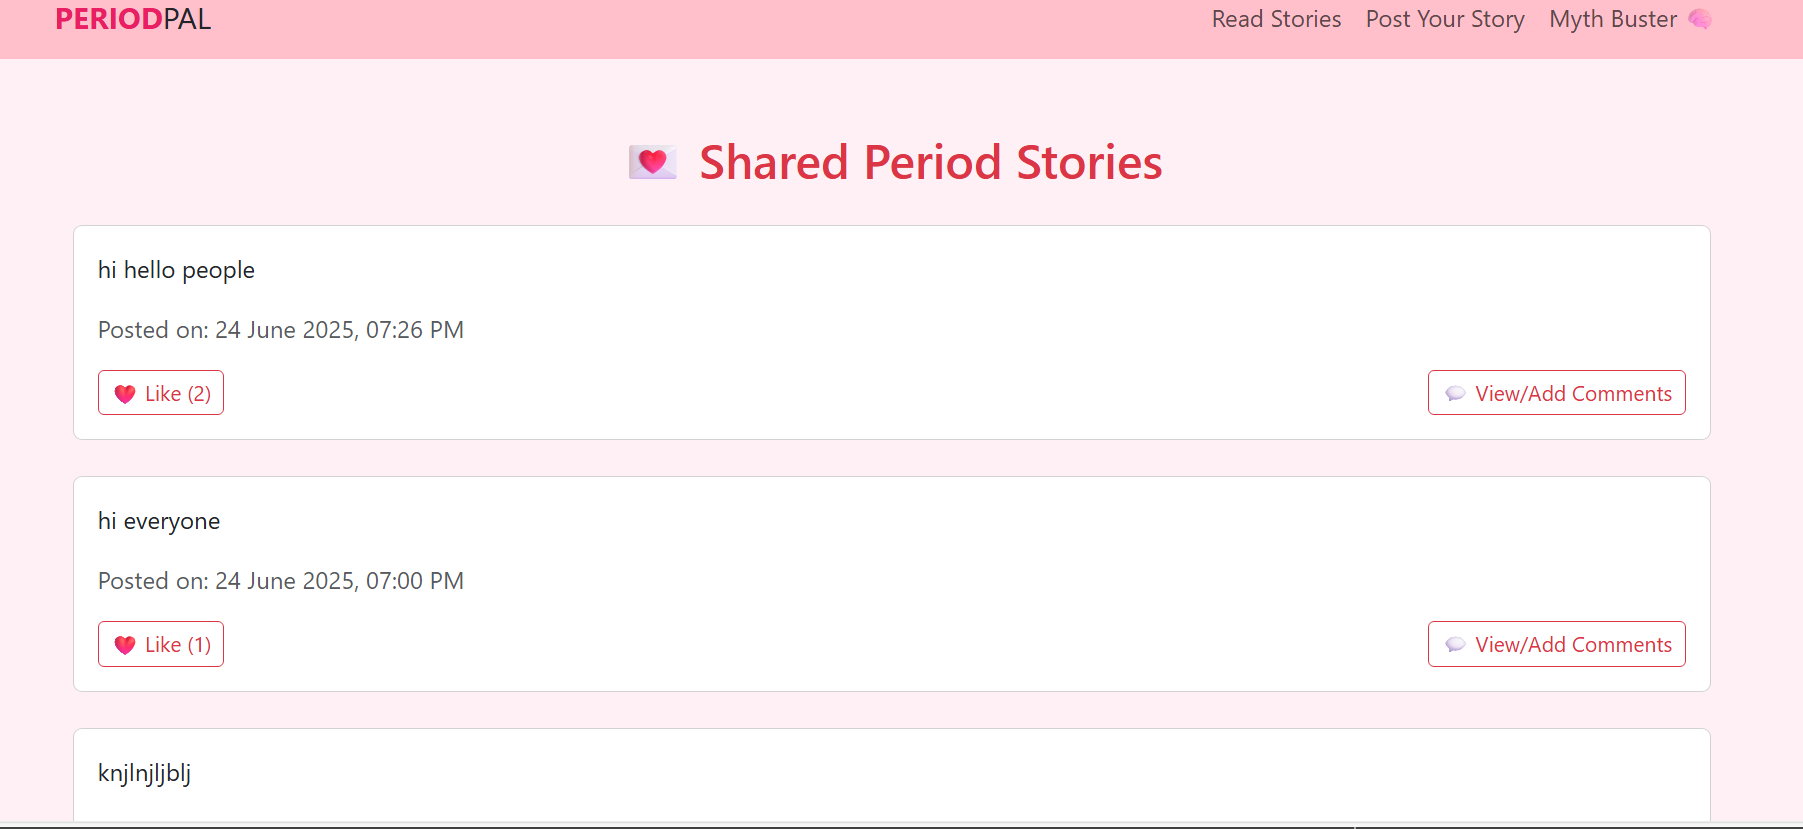 PERIODPAL
Read Stories Post Your Story Myth Buster
Shared Period Stories
hi hello people
Posted on: 24 June 2025, 07:26 PM
Like (2) View/Add Comments
hi everyone
Posted on: 24 June 2025, 07:00 PM
Like (1) View/Add Comments
knjlnjljblj